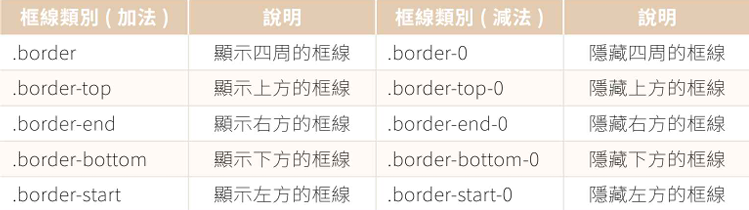 框線類別 ( 加法 ) 說明 框線類別 ( 減法 ) 說明
.border 顯示四周的框線 .border-0 隱藏四周的框線
.border-top 顯示上方的框線 .border-top-0 隱藏上方的框線
.border-end 顯示右方的框線 .border-end-0 隱藏右方的框線
.border-bottom 顯示下方的框線 .border-bottom-0 隱藏下方的框線
.border-start 顯示左方的框線 .border-start-0 隱藏左方的框線